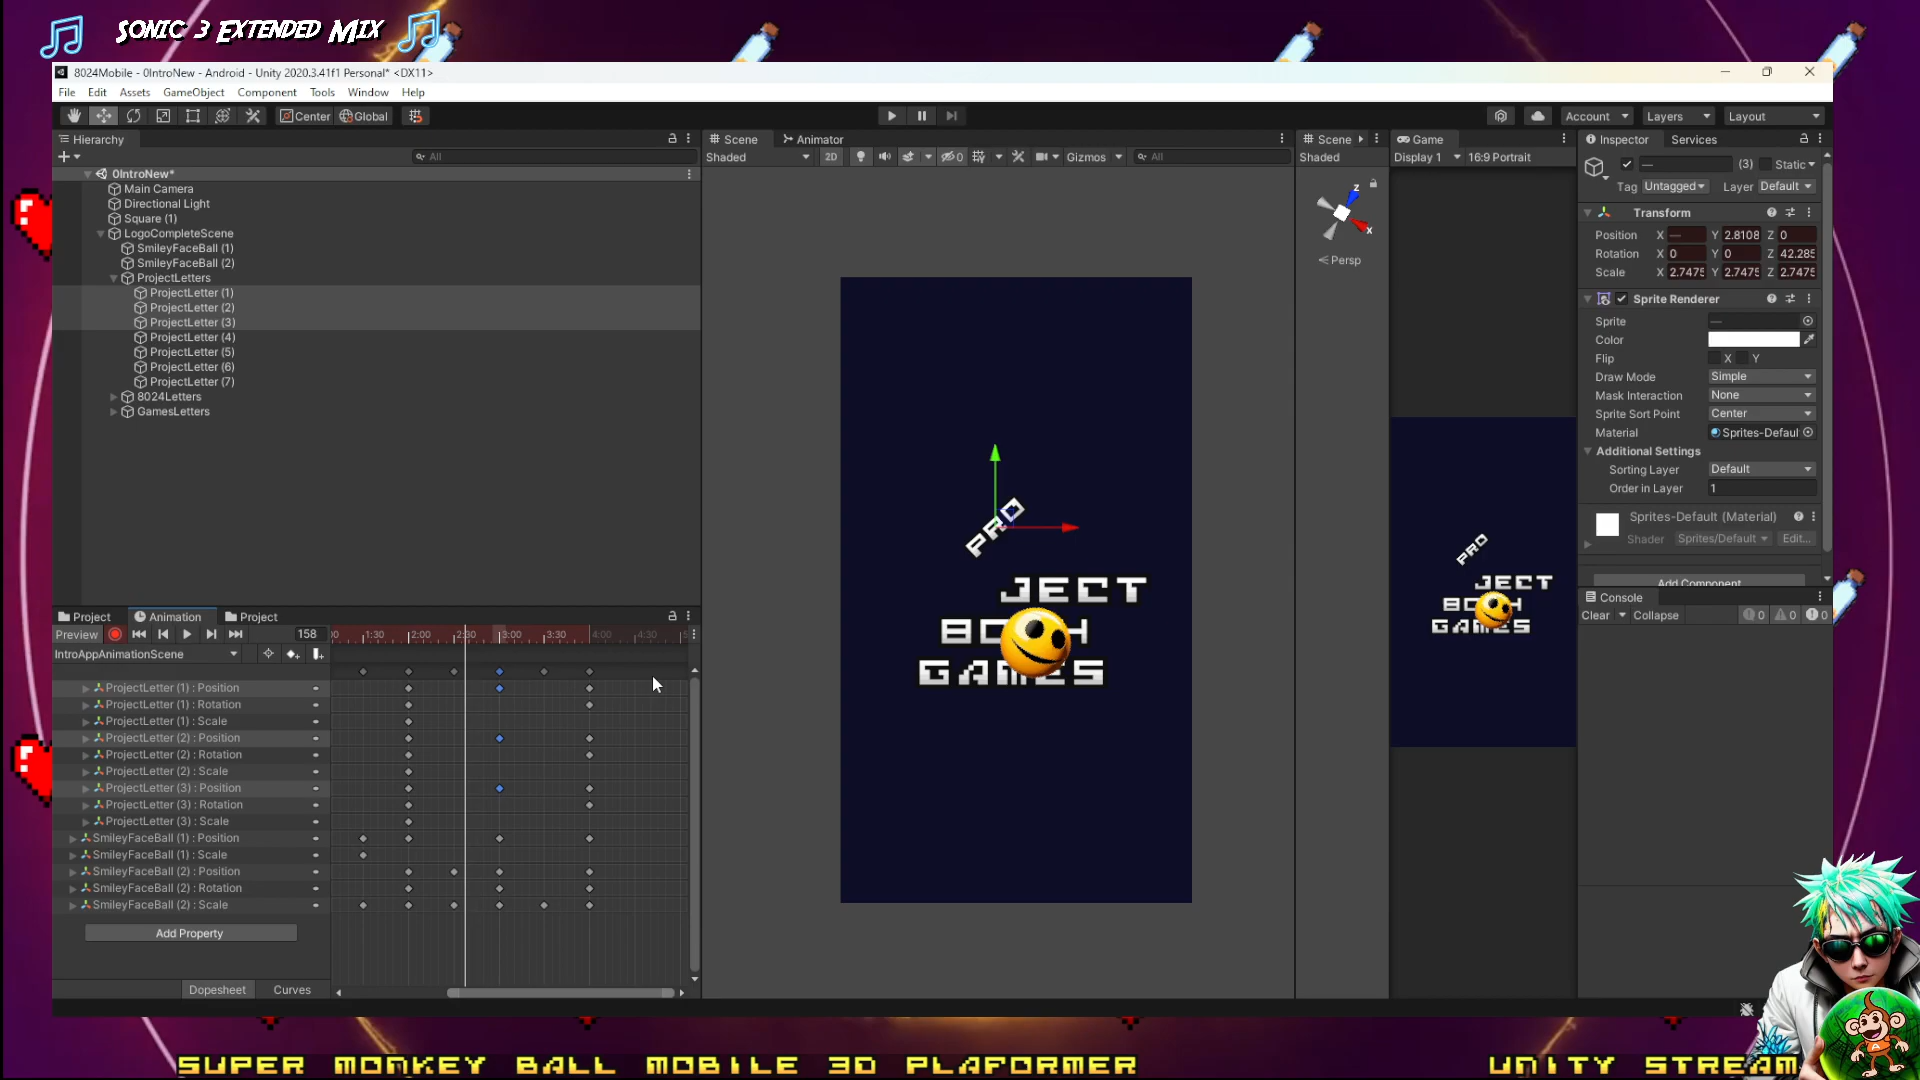 SONIC 3 EXTENDED MIX
8024Mobile - 0IntroNew - Android - Unity 2020.3.41f1 Personal* <DX11>
File Edit Assets GameObject Component Tools Window Help
Center Global Account Layers Layout
Hierarchy
All
0IntroNew*
Main Camera
Directional Light
Square (1)
LogoCompleteScene
SmileyFaceBall (1)
SmileyFaceBall (2)
ProjectLetters
ProjectLetter (1)
ProjectLetter (2)
ProjectLetter (3)
ProjectLetter (4)
ProjectLetter (5)
ProjectLetter (6)
ProjectLetter (7)
8024Letters
GamesLetters
Scene Animator
Shaded 2D 0 Gizmos All
PRO
JECT
GAMES
Scene
Shaded
z
x
Persp
Game
Display 1 16:9 Portrait
PRO
JECT
GAMES
Inspector Services
— (3) Static
Tag Untagged Layer Default
Transform
Position X — Y 2.8108 Z 0
Rotation X 0 Y 0 Z 42.285
Scale X 2.7475 Y 2.7475 Z 2.7475
Sprite Renderer
Sprite —
Color
Flip X Y
Draw Mode Simple
Mask Interaction None
Sprite Sort Point Center
Material Sprites-Defaul
Additional Settings
Sorting Layer Default
Order in Layer 1
Sprites-Default (Material)
Shader Sprites/Default Edit...
Add Component
Console
Clear Collapse 0 0 0
Project Animation Project
Preview 158 1:30 2:00 2:30 3:00 3:30 4:00 4:30
IntroAppAnimationScene
ProjectLetter (1) : Position
ProjectLetter (1) : Rotation
ProjectLetter (1) : Scale
ProjectLetter (2) : Position
ProjectLetter (2) : Rotation
ProjectLetter (2) : Scale
ProjectLetter (3) : Position
ProjectLetter (3) : Rotation
ProjectLetter (3) : Scale
SmileyFaceBall (1) : Position
SmileyFaceBall (1) : Scale
SmileyFaceBall (2) : Position
SmileyFaceBall (2) : Rotation
SmileyFaceBall (2) : Scale
Add Property
Dopesheet Curves
SUPER MONKEY BALL MOBILE 3D PLAFORMER UNITY STREAM